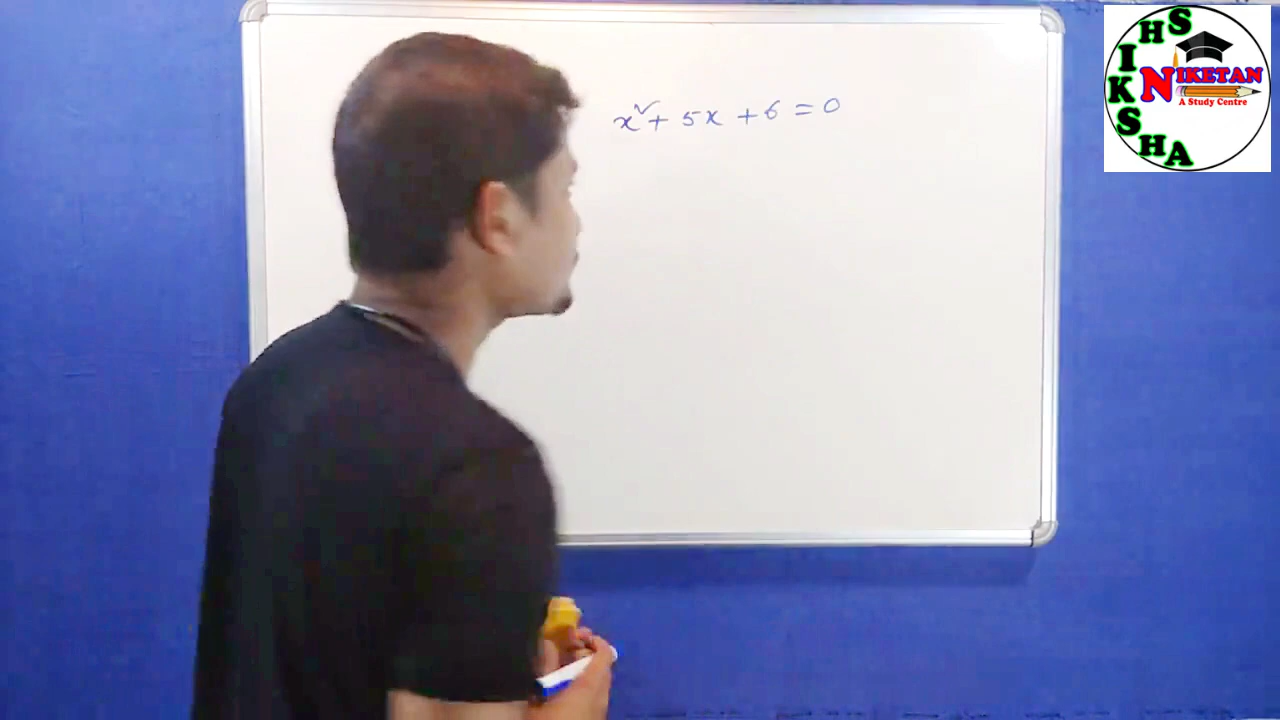 x² + 5x + 6 = 0
SHIKSHA
NIKETAN
A Study Centre